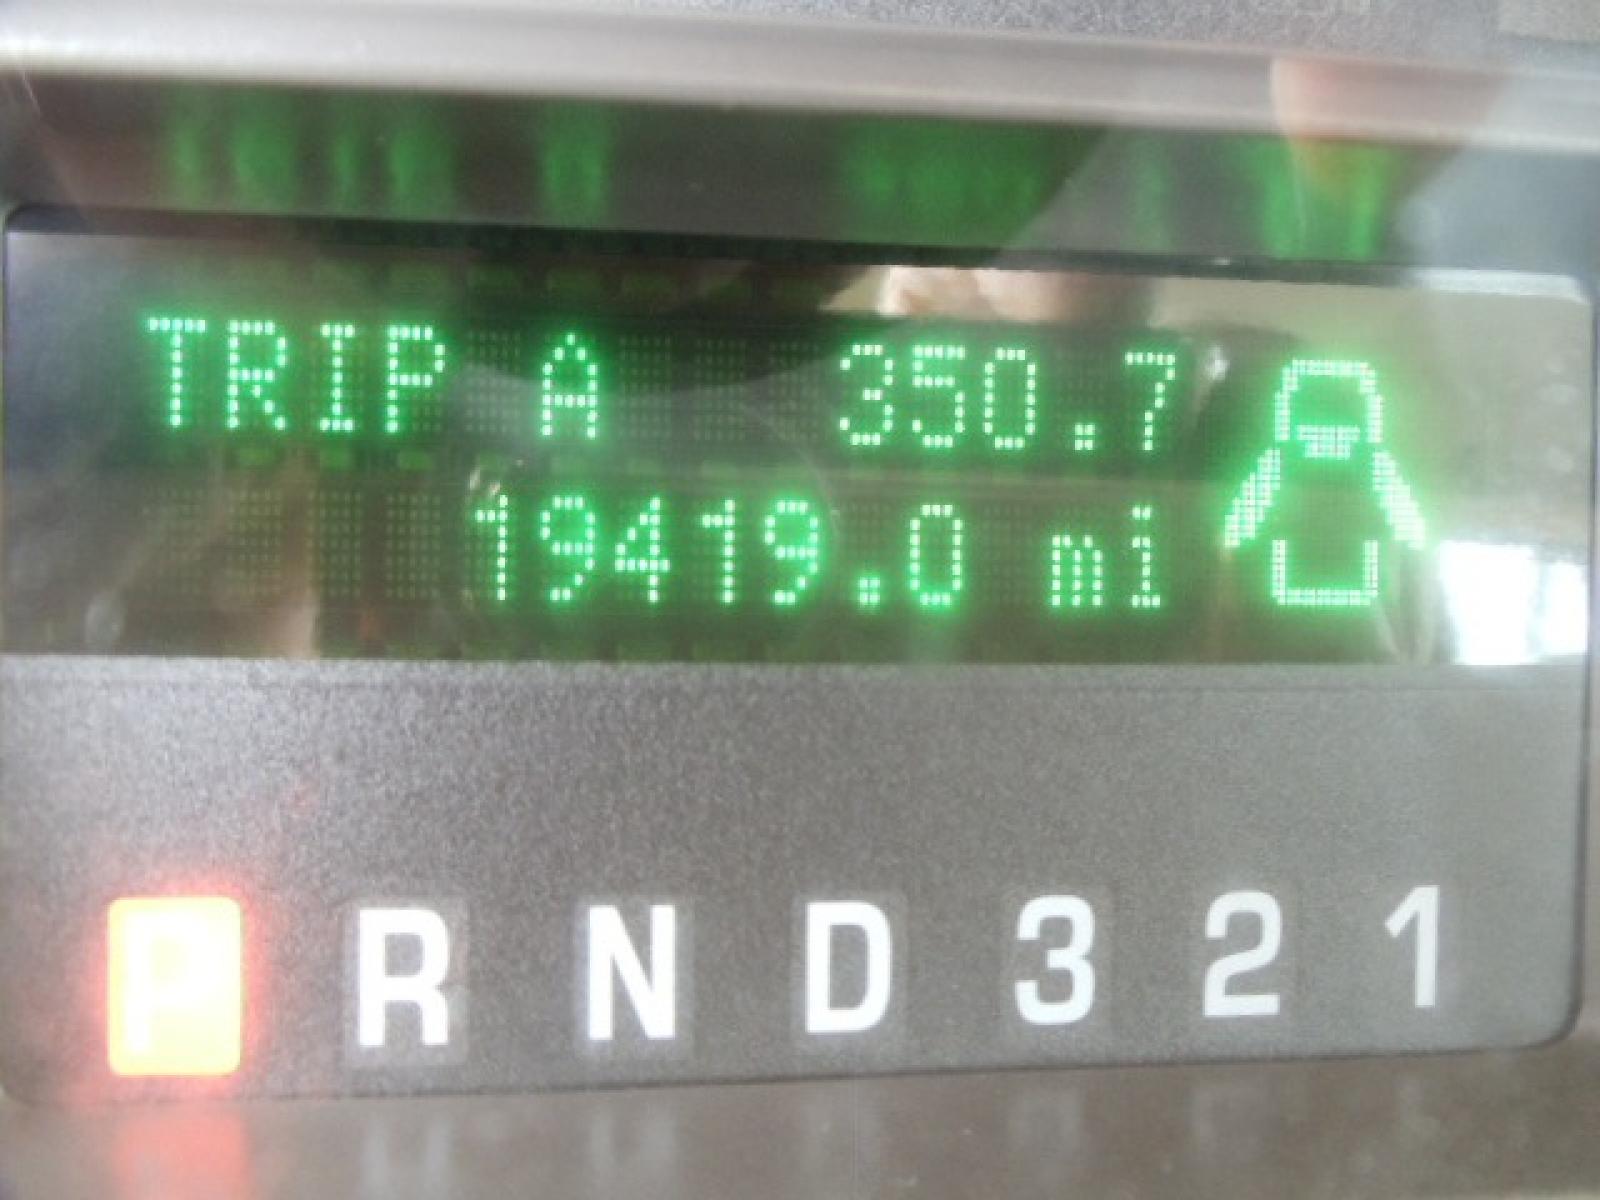 TRIP A 350.7
19419.0 mi
P R N D 3 2 1